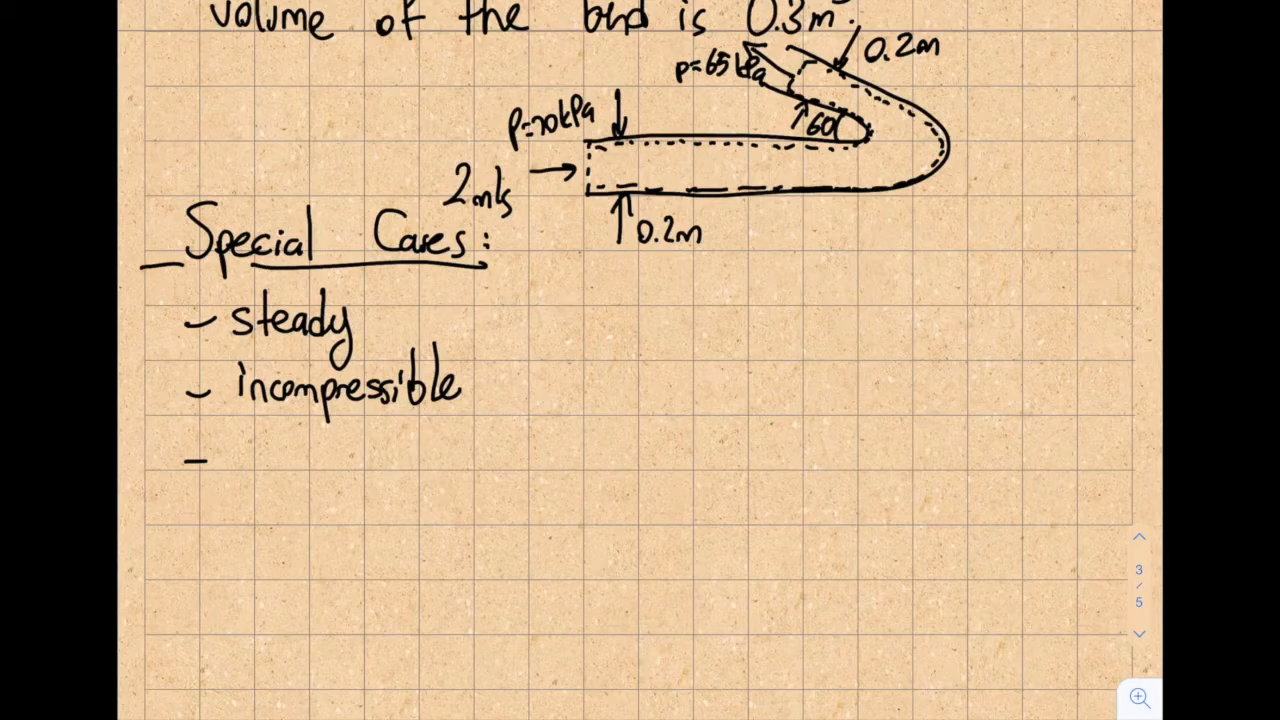 volume of the bend is 0.3m³.
0.2m
p=65kPa
60
p=70kPa
2m/s
0.2m
Special Cases:
- steady
- incompressible
-
3
/
5